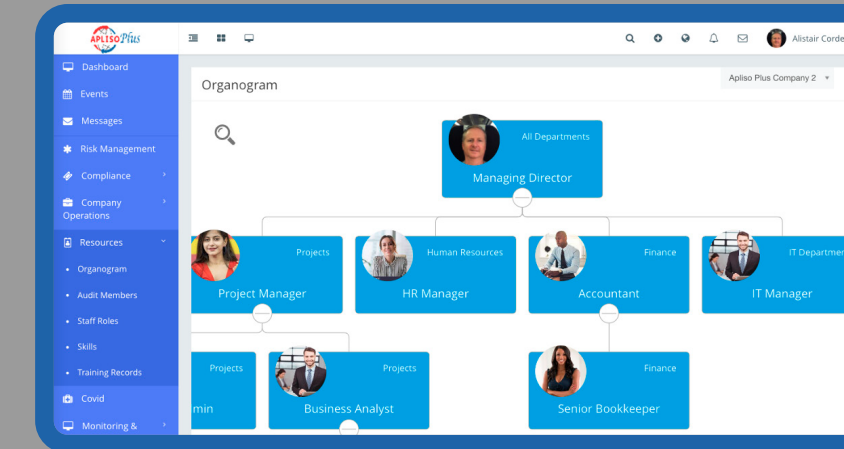 APLISO Plus
Alistair Corde
Dashboard
Events
Messages
Risk Management
Compliance
Company
Operations
Resources
Organogram
Audit Members
Staff Roles
Skills
Training Records
Covid
Monitoring &
Organogram
Apliso Plus Company 2
All Departments
Managing Director
Projects
Project Manager
Human Resources
HR Manager
Finance
Accountant
IT Departmen
IT Manager
Projects
min
Projects
Business Analyst
Finance
Senior Bookkeeper